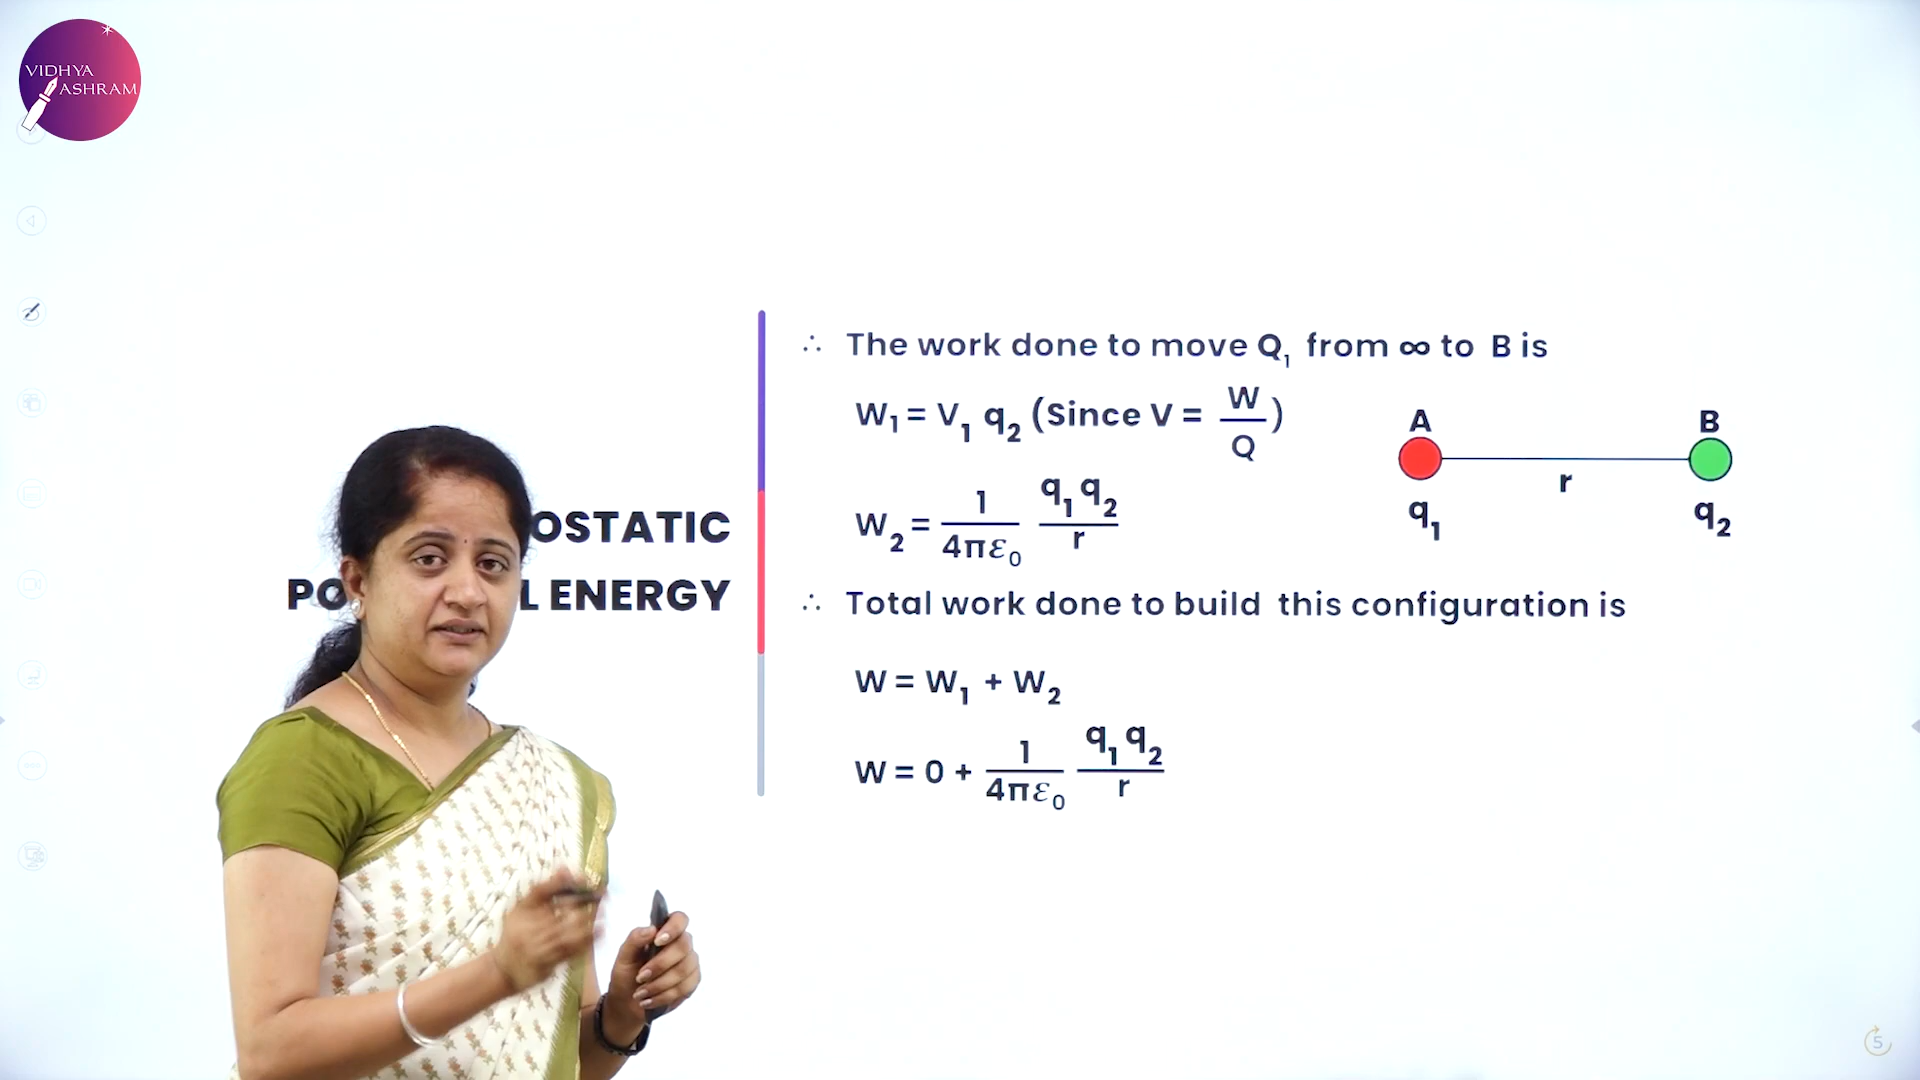 VIDHYA
ASHRAM
OSTATIC
PO L ENERGY
∴ The work done to move Q₁ from ∞ to B is
W₁ = V₁ q₂ (Since V = W/Q)
A B
r
q₁ q₂
W₂ = 1/4πε₀ q₁q₂/r
∴ Total work done to build this configuration is
W = W₁ + W₂
W = 0 + 1/4πε₀ q₁q₂/r
5